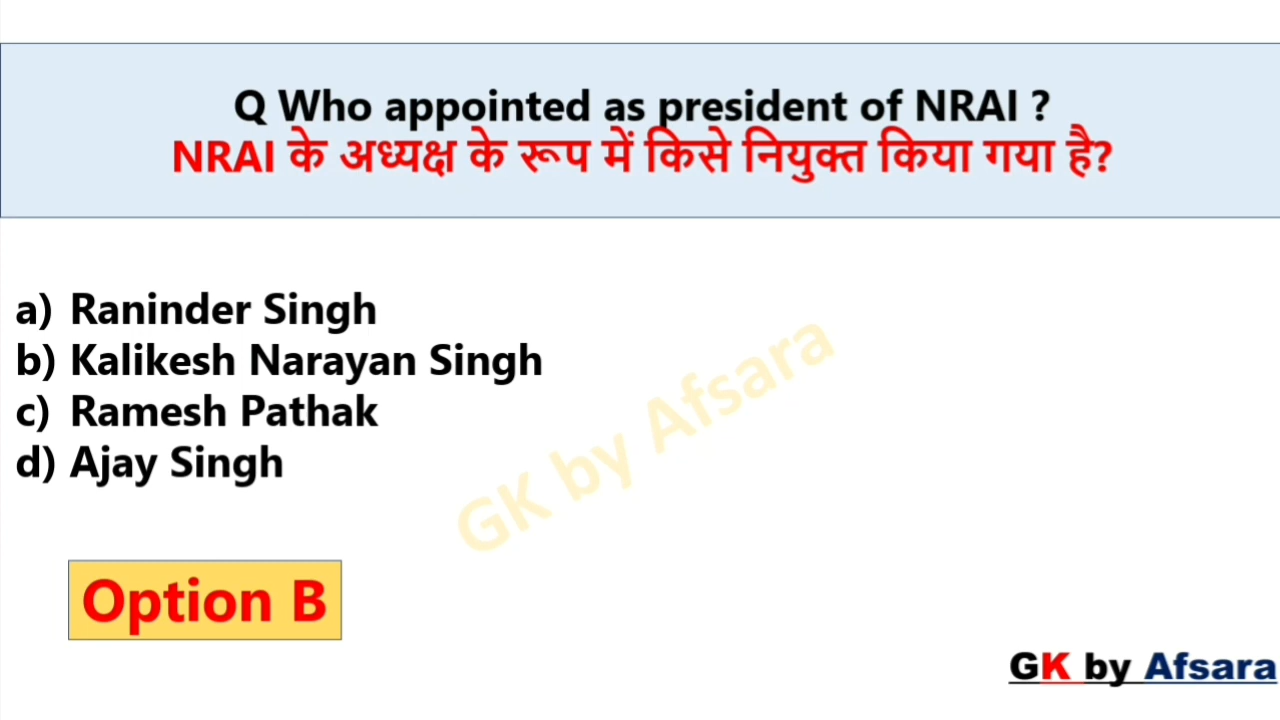 Q Who appointed as president of NRAI ?
NRAI के अध्यक्ष के रूप में किसे नियुक्त किया गया है?
a) Raninder Singh
b) Kalikesh Narayan Singh
c) Ramesh Pathak
d) Ajay Singh
GK by Afsara
Option B
GK by Afsara